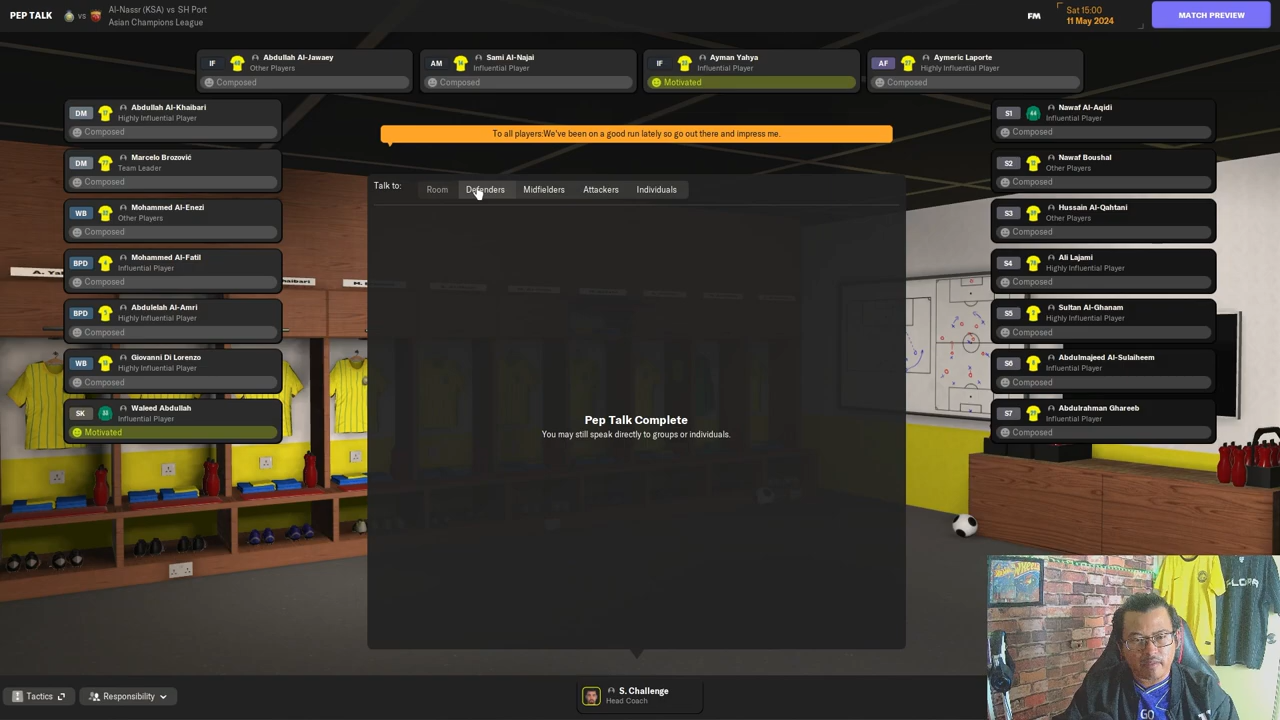 PEP TALK
vs
Al-Nassr (KSA) vs SH Port
Asian Champions League
FM
Sat 15:00
11 May 2024
MATCH PREVIEW
IF
Abdullah Al-Jawaey
Other Players
Composed
AM
Sami Al-Najai
Influential Player
Composed
IF
Ayman Yahya
Influential Player
Motivated
AF
Aymeric Laporte
Highly Influential Player
Composed
DM
Abdullah Al-Khaibari
Highly Influential Player
Composed
DM
Marcelo Brozović
Team Leader
Composed
WB
Mohammed Al-Enezi
Other Players
Composed
BPD
Mohammed Al-Fatil
Influential Player
Composed
BPD
Abdulelah Al-Amri
Highly Influential Player
Composed
WB
Giovanni Di Lorenzo
Highly Influential Player
Composed
SK
Waleed Abdullah
Influential Player
Motivated
To all players:We've been on a good run lately so go out there and impress me.
Talk to:
Room
Defenders
Midfielders
Attackers
Individuals
Pep Talk Complete
You may still speak directly to groups or individuals.
S1
Nawaf Al-Aqidi
Influential Player
Composed
S2
Nawaf Boushal
Other Players
Composed
S3
Hussain Al-Qahtani
Other Players
Composed
S4
Ali Lajami
Highly Influential Player
Composed
S5
Sultan Al-Ghanam
Highly Influential Player
Composed
S6
Abdulmajeed Al-Sulaiheem
Influential Player
Composed
S7
Abdulrahman Ghareeb
Influential Player
Composed
A. Ya
Tactics
Responsibility
S. Challenge
Head Coach